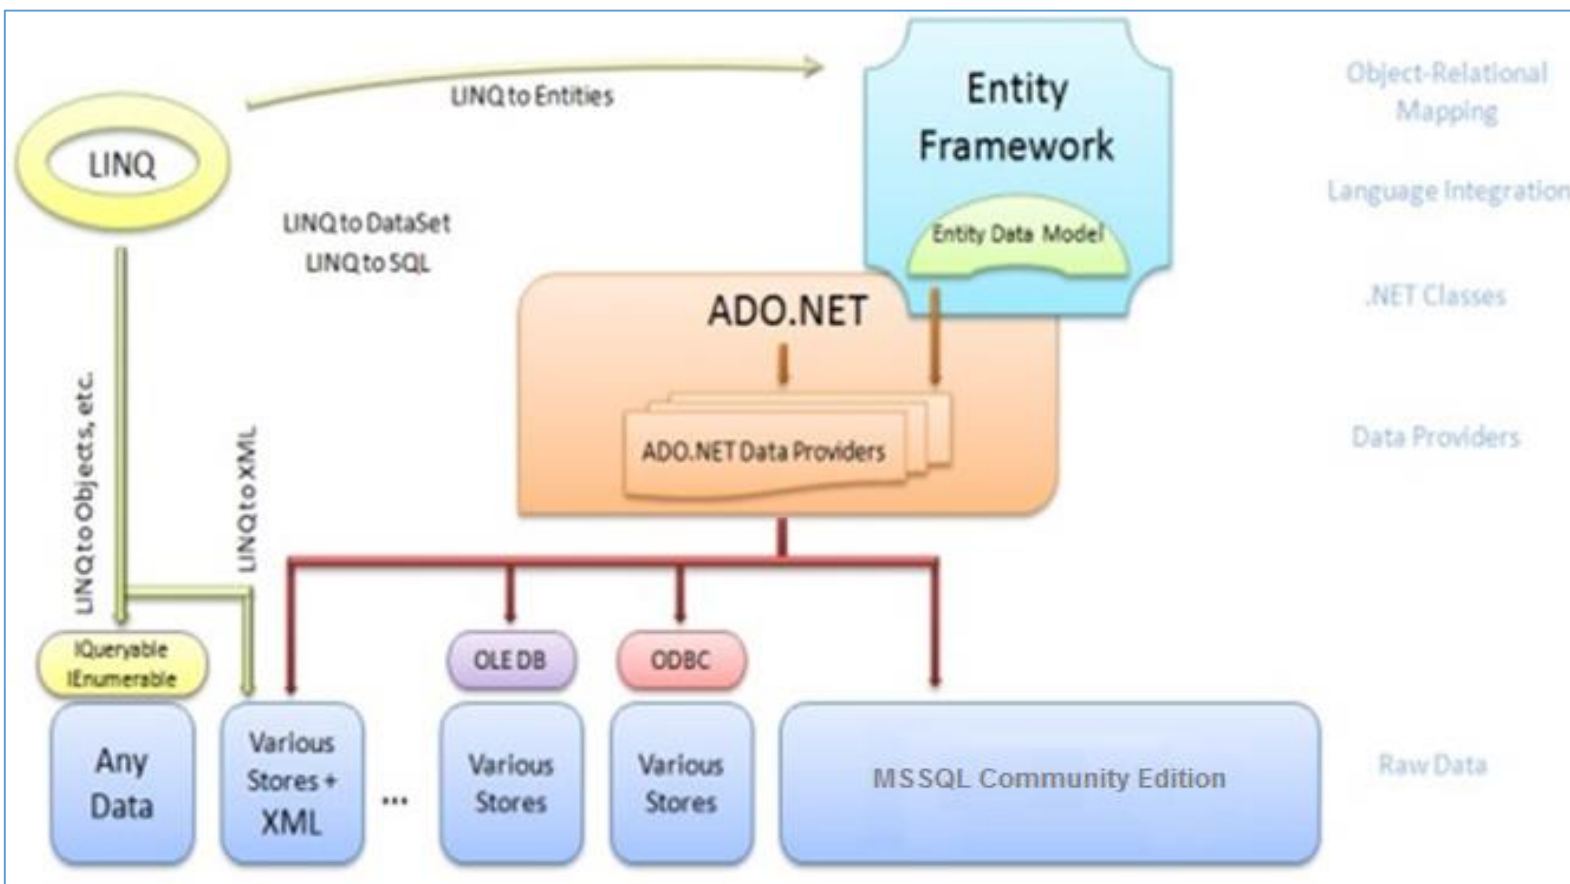 LINQ
LINQ to Entities
LINQ to DataSet
LINQ to SQL
Entity
Framework
Entity Data Model
ADO.NET
ADO.NET Data Providers
LINQ to Objects, etc.
LINQ to XML
IQueryable
IEnumerable
OLE DB
ODBC
Any
Data
Various
Stores +
XML
...
Various
Stores
Various
Stores
MSSQL Community Edition
Object-Relational
Mapping
Language Integration
.NET Classes
Data Providers
Raw Data